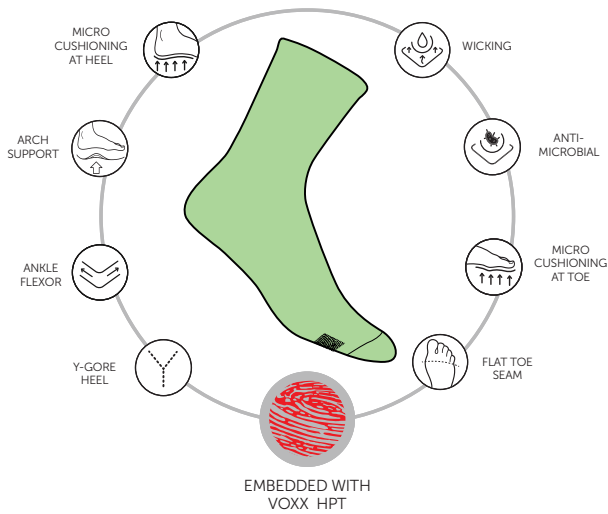 MICRO
CUSHIONING
AT HEEL
WICKING
ARCH
SUPPORT
ANTI-
MICROBIAL
ANKLE
FLEXOR
MICRO
CUSHIONING
AT TOE
Y-GORE
HEEL
FLAT TOE
SEAM
EMBEDDED WITH
VOXX HPT